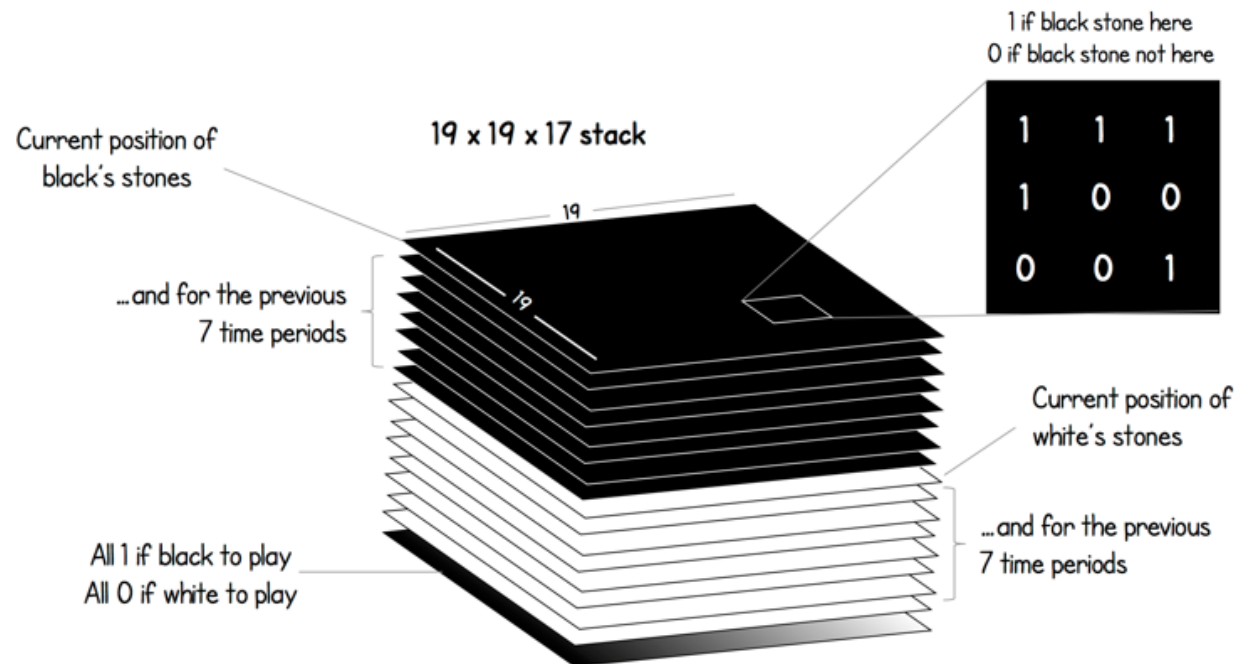 1 if black stone here
0 if black stone not here
Current position of
black's stones
19 x 19 x 17 stack
1 1 1
1 0 0
0 0 1
19
19
...and for the previous
7 time periods
Current position of
white's stones
...and for the previous
7 time periods
All 1 if black to play
All 0 if white to play